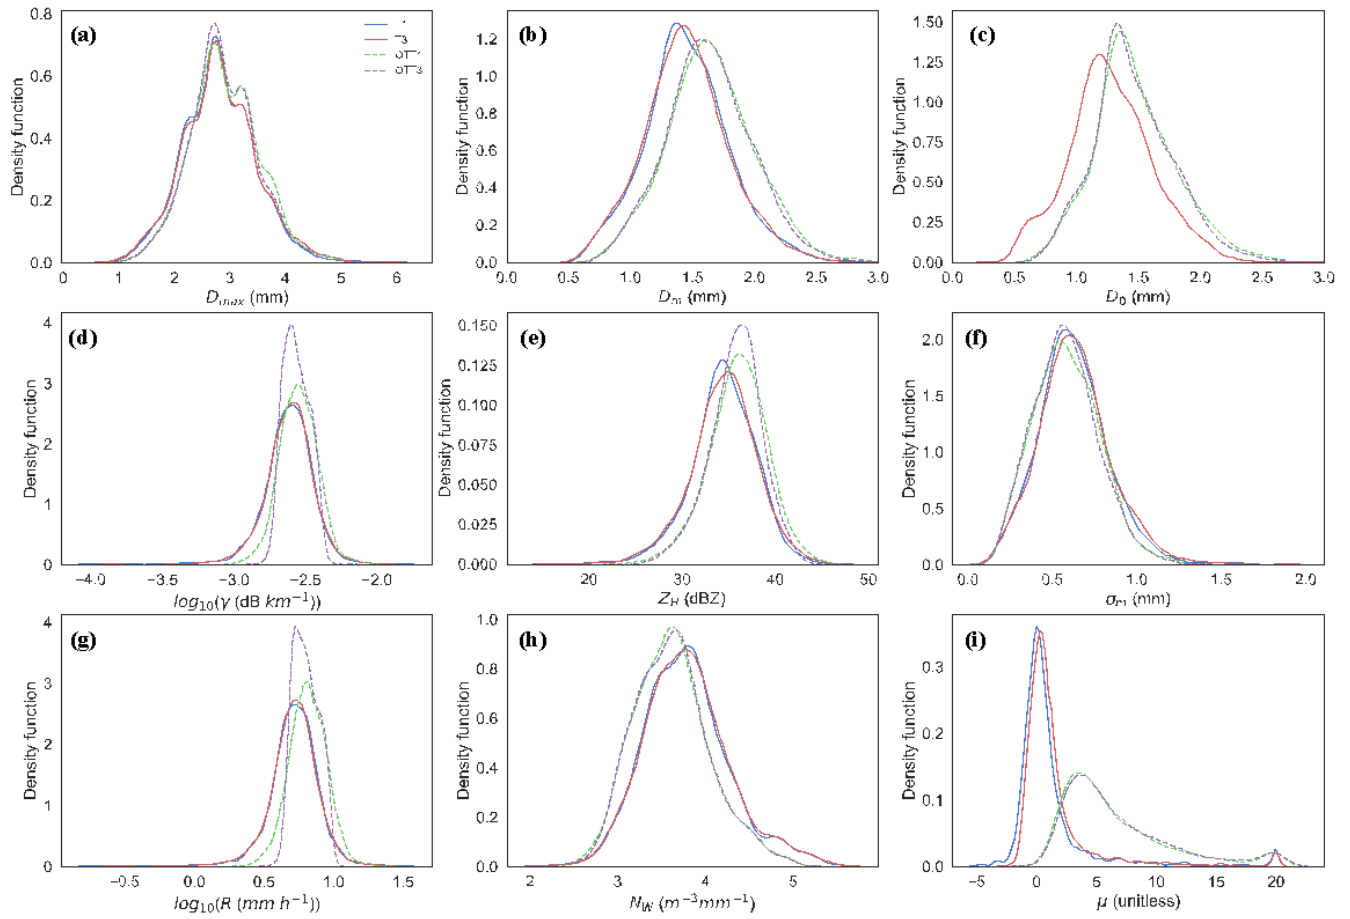 (a)
Density function
0.8
0.6
0.4
0.2
0.0
0 1 2 3 4 5 6
D_max (mm)
(b)
Density function
1.2
1.0
0.8
0.6
0.4
0.2
0.0
0.0 0.5 1.0 1.5 2.0 2.5 3.0
D_m (mm)
(c)
Density function
1.50
1.25
1.00
0.75
0.50
0.25
0.00
0.0 0.5 1.0 1.5 2.0 2.5 3.0
D_0 (mm)
(d)
Density function
4
3
2
1
0
−4.0 −3.5 −3.0 −2.5 −2.0
log_10(γ (dB km^−1))
(e)
Density function
0.150
0.125
0.100
0.075
0.050
0.025
0.000
20 30 40 50
Z_H (dBZ)
(f)
Density function
2.0
1.5
1.0
0.5
0.0
0.0 0.5 1.0 1.5 2.0
σ_m (mm)
(g)
Density function
4
3
2
1
0
−0.5 0.0 0.5 1.0 1.5
log_10(R (mm h^−1))
(h)
Density function
1.0
0.8
0.6
0.4
0.2
0.0
2 3 4 5
N_W (m^−3 mm^−1)
(i)
Density function
0.3
0.2
0.1
0.0
−5 0 5 10 15 20
μ (unitless)